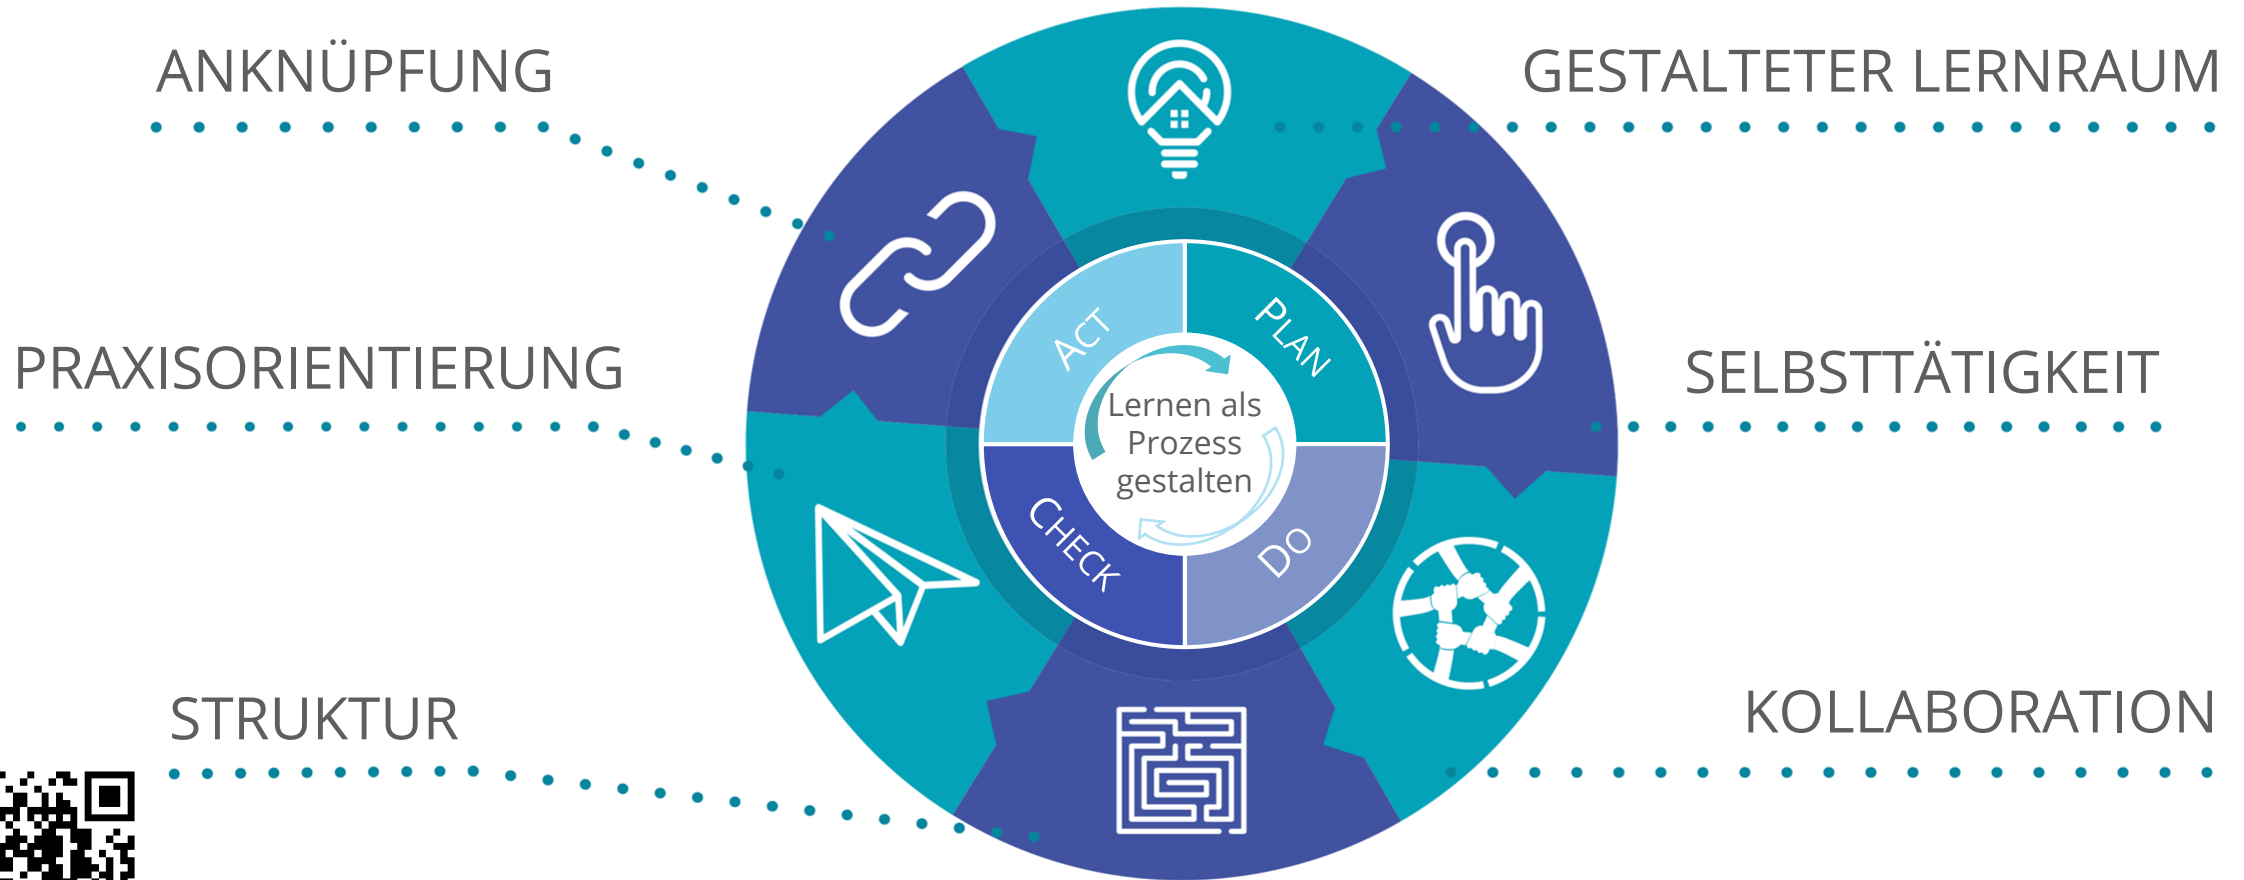 ANKNÜPFUNG
GESTALTETER LERNRAUM
PRAXISORIENTIERUNG
SELBSTTÄTIGKEIT
STRUKTUR
KOLLABORATION
ACT
PLAN
Lernen als
Prozess
gestalten
CHECK
DO